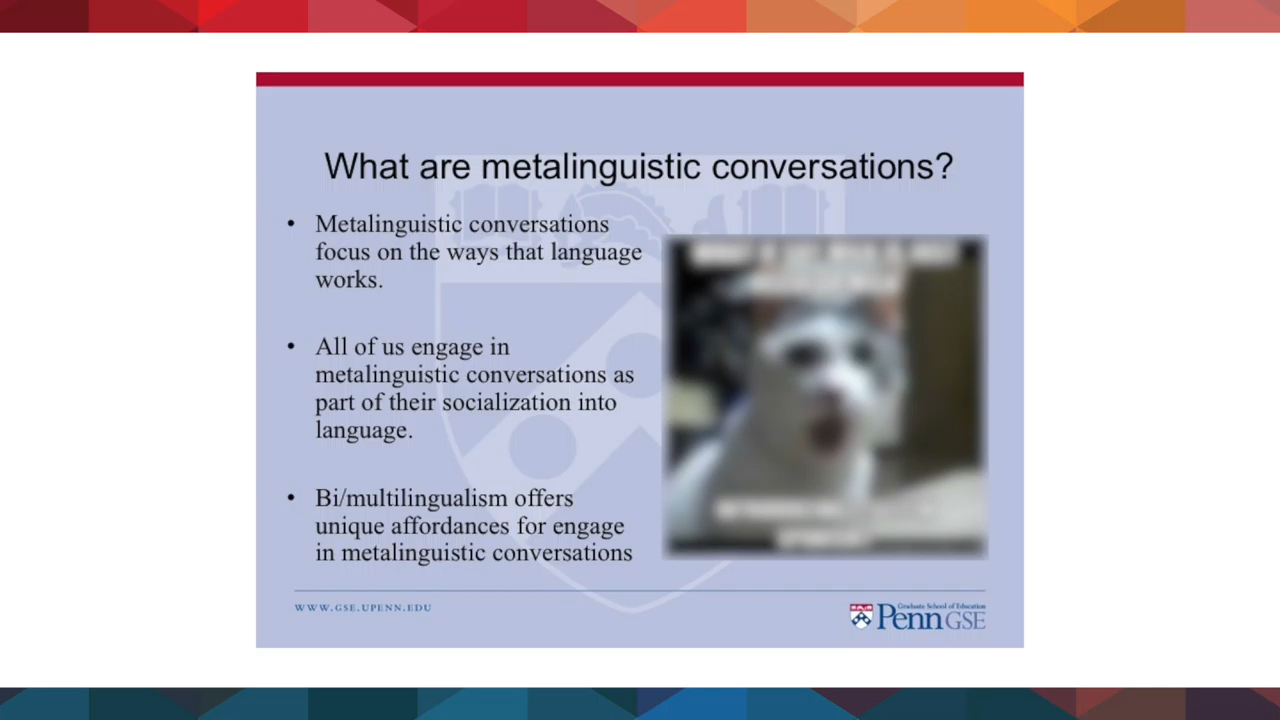 What are metalinguistic conversations?
• Metalinguistic conversations
focus on the ways that language
works.
• All of us engage in
metalinguistic conversations as
part of their socialization into
language.
• Bi/multilingualism offers
unique affordances for engage
in metalinguistic conversations
WWW.GSE.UPENN.EDU
Graduate School of Education
Penn GSE